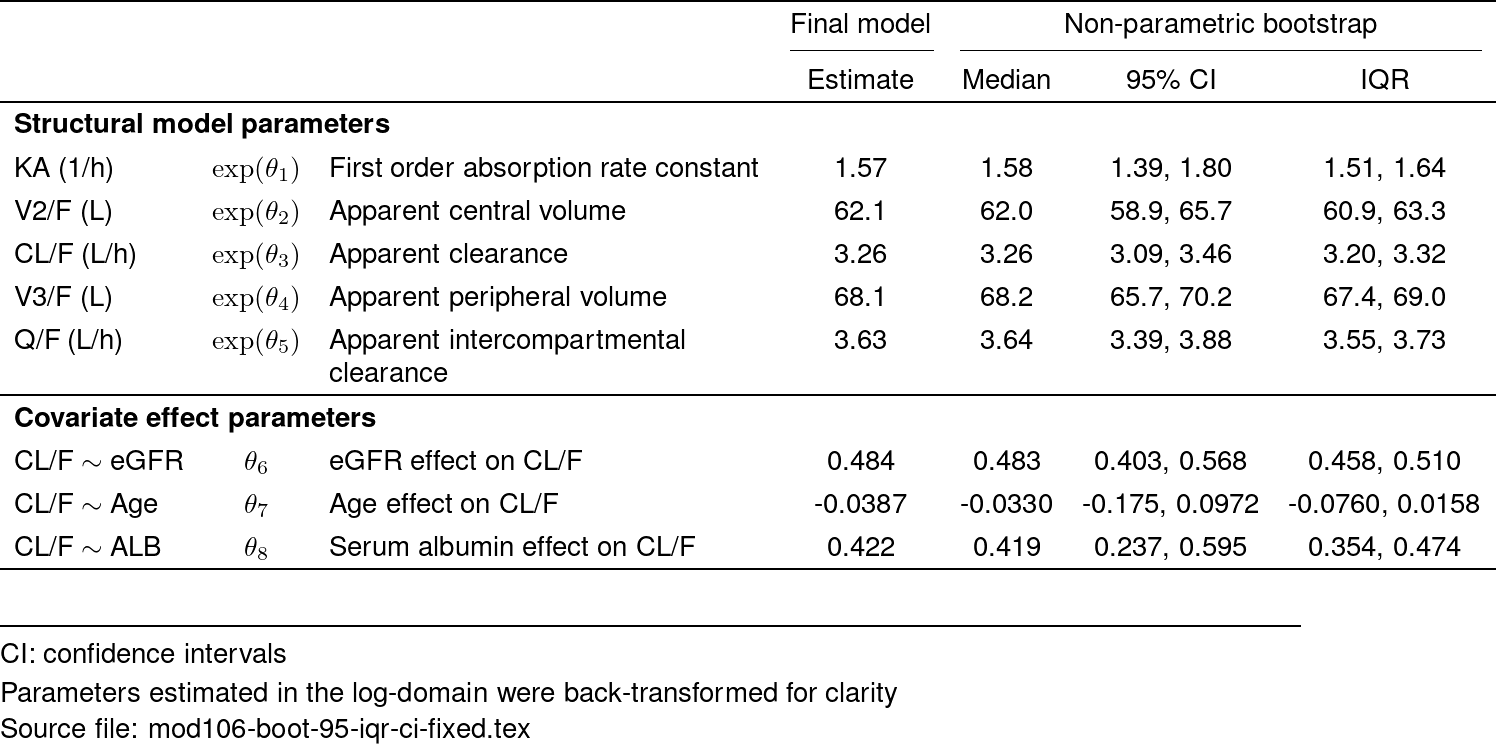 Final model Non-parametric bootstrap
Estimate Median 95% CI IQR
Structural model parameters
KA (1/h) exp(θ1) First order absorption rate constant 1.57 1.58 1.39, 1.80 1.51, 1.64
V2/F (L) exp(θ2) Apparent central volume 62.1 62.0 58.9, 65.7 60.9, 63.3
CL/F (L/h) exp(θ3) Apparent clearance 3.26 3.26 3.09, 3.46 3.20, 3.32
V3/F (L) exp(θ4) Apparent peripheral volume 68.1 68.2 65.7, 70.2 67.4, 69.0
Q/F (L/h) exp(θ5) Apparent intercompartmental 3.63 3.64 3.39, 3.88 3.55, 3.73
clearance
Covariate effect parameters
CL/F ∼ eGFR θ6 eGFR effect on CL/F 0.484 0.483 0.403, 0.568 0.458, 0.510
CL/F ∼ Age θ7 Age effect on CL/F -0.0387 -0.0330 -0.175, 0.0972 -0.0760, 0.0158
CL/F ∼ ALB θ8 Serum albumin effect on CL/F 0.422 0.419 0.237, 0.595 0.354, 0.474
CI: confidence intervals
Parameters estimated in the log-domain were back-transformed for clarity
Source file: mod106-boot-95-iqr-ci-fixed.tex